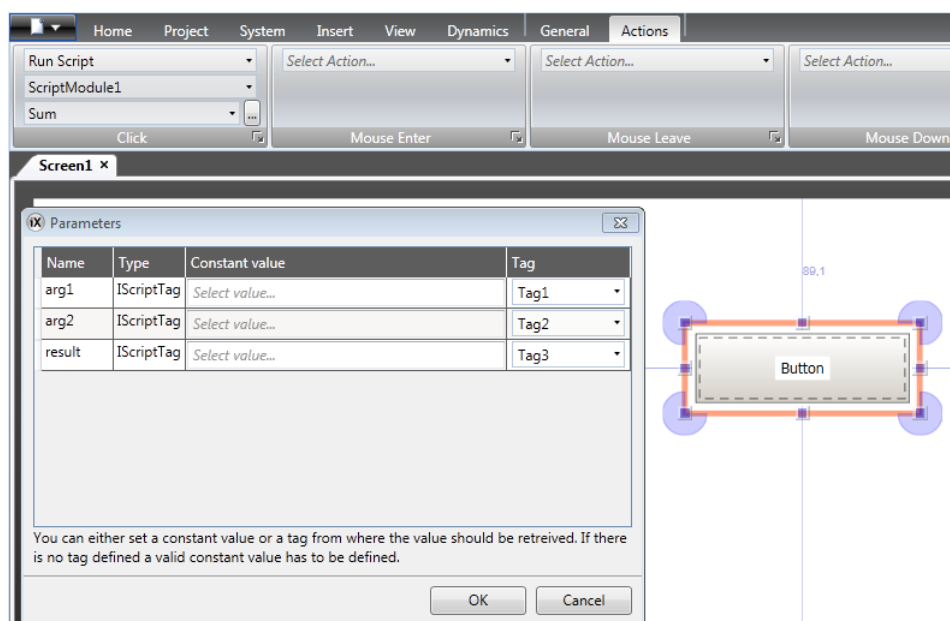 Home Project System Insert View Dynamics General Actions
Run Script Select Action... Select Action... Select Action...
ScriptModule1
Sum ...
Click Mouse Enter Mouse Leave Mouse Down
Screen1 ×
iX Parameters
Name Type Constant value Tag
arg1 IScriptTag Select value... Tag1
arg2 IScriptTag Select value... Tag2
result IScriptTag Select value... Tag3
You can either set a constant value or a tag from where the value should be retreived. If there
is no tag defined a valid constant value has to be defined.
OK Cancel
89,1
Button